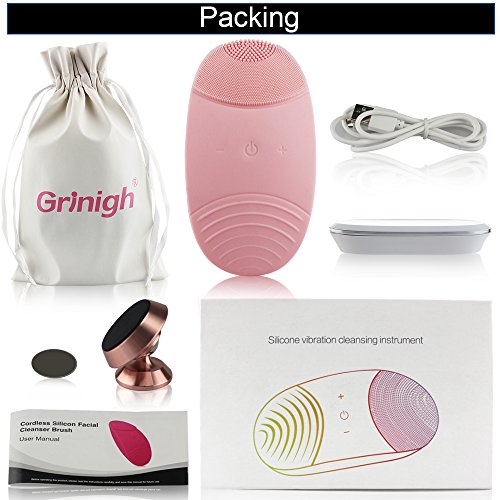 Packing
Grinigh®
- +
Silicone vibration cleansing instrument
- +
Cordless Silicon Facial
Cleanser Brush
User Manual